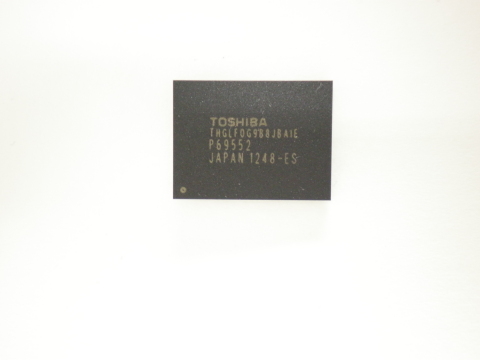 TOSHIBA
THGLF0G9B8JBAIE
P69552
JAPAN 1248-ES